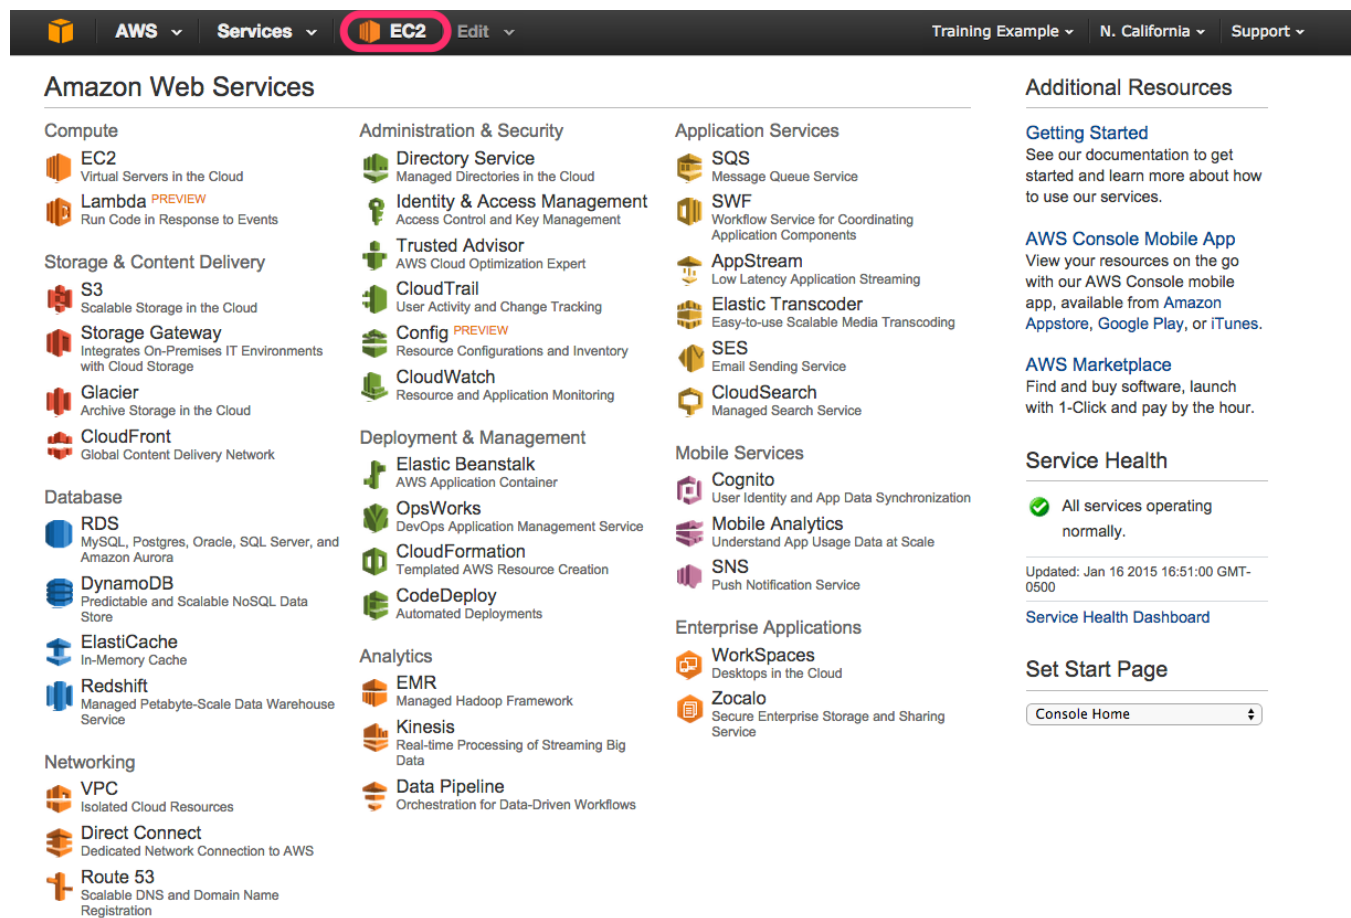 AWS Services EC2 Edit Training Example N. California Support
Amazon Web Services
Compute
EC2
Virtual Servers in the Cloud
Lambda PREVIEW
Run Code in Response to Events
Storage & Content Delivery
S3
Scalable Storage in the Cloud
Storage Gateway
Integrates On-Premises IT Environments
with Cloud Storage
Glacier
Archive Storage in the Cloud
CloudFront
Global Content Delivery Network
Database
RDS
MySQL, Postgres, Oracle, SQL Server, and
Amazon Aurora
DynamoDB
Predictable and Scalable NoSQL Data
Store
ElastiCache
In-Memory Cache
Redshift
Managed Petabyte-Scale Data Warehouse
Service
Networking
VPC
Isolated Cloud Resources
Direct Connect
Dedicated Network Connection to AWS
Route 53
Scalable DNS and Domain Name
Registration
Administration & Security
Directory Service
Managed Directories in the Cloud
Identity & Access Management
Access Control and Key Management
Trusted Advisor
AWS Cloud Optimization Expert
CloudTrail
User Activity and Change Tracking
Config PREVIEW
Resource Configurations and Inventory
CloudWatch
Resource and Application Monitoring
Deployment & Management
Elastic Beanstalk
AWS Application Container
OpsWorks
DevOps Application Management Service
CloudFormation
Templated AWS Resource Creation
CodeDeploy
Automated Deployments
Analytics
EMR
Managed Hadoop Framework
Kinesis
Real-time Processing of Streaming Big
Data
Data Pipeline
Orchestration for Data-Driven Workflows
Application Services
SQS
Message Queue Service
SWF
Workflow Service for Coordinating
Application Components
AppStream
Low Latency Application Streaming
Elastic Transcoder
Easy-to-use Scalable Media Transcoding
SES
Email Sending Service
CloudSearch
Managed Search Service
Mobile Services
Cognito
User Identity and App Data Synchronization
Mobile Analytics
Understand App Usage Data at Scale
SNS
Push Notification Service
Enterprise Applications
WorkSpaces
Desktops in the Cloud
Zocalo
Secure Enterprise Storage and Sharing
Service
Additional Resources
Getting Started
See our documentation to get
started and learn more about how
to use our services.
AWS Console Mobile App
View your resources on the go
with our AWS Console mobile
app, available from Amazon
Appstore, Google Play, or iTunes.
AWS Marketplace
Find and buy software, launch
with 1-Click and pay by the hour.
Service Health
All services operating
normally.
Updated: Jan 16 2015 16:51:00 GMT-
0500
Service Health Dashboard
Set Start Page
Console Home